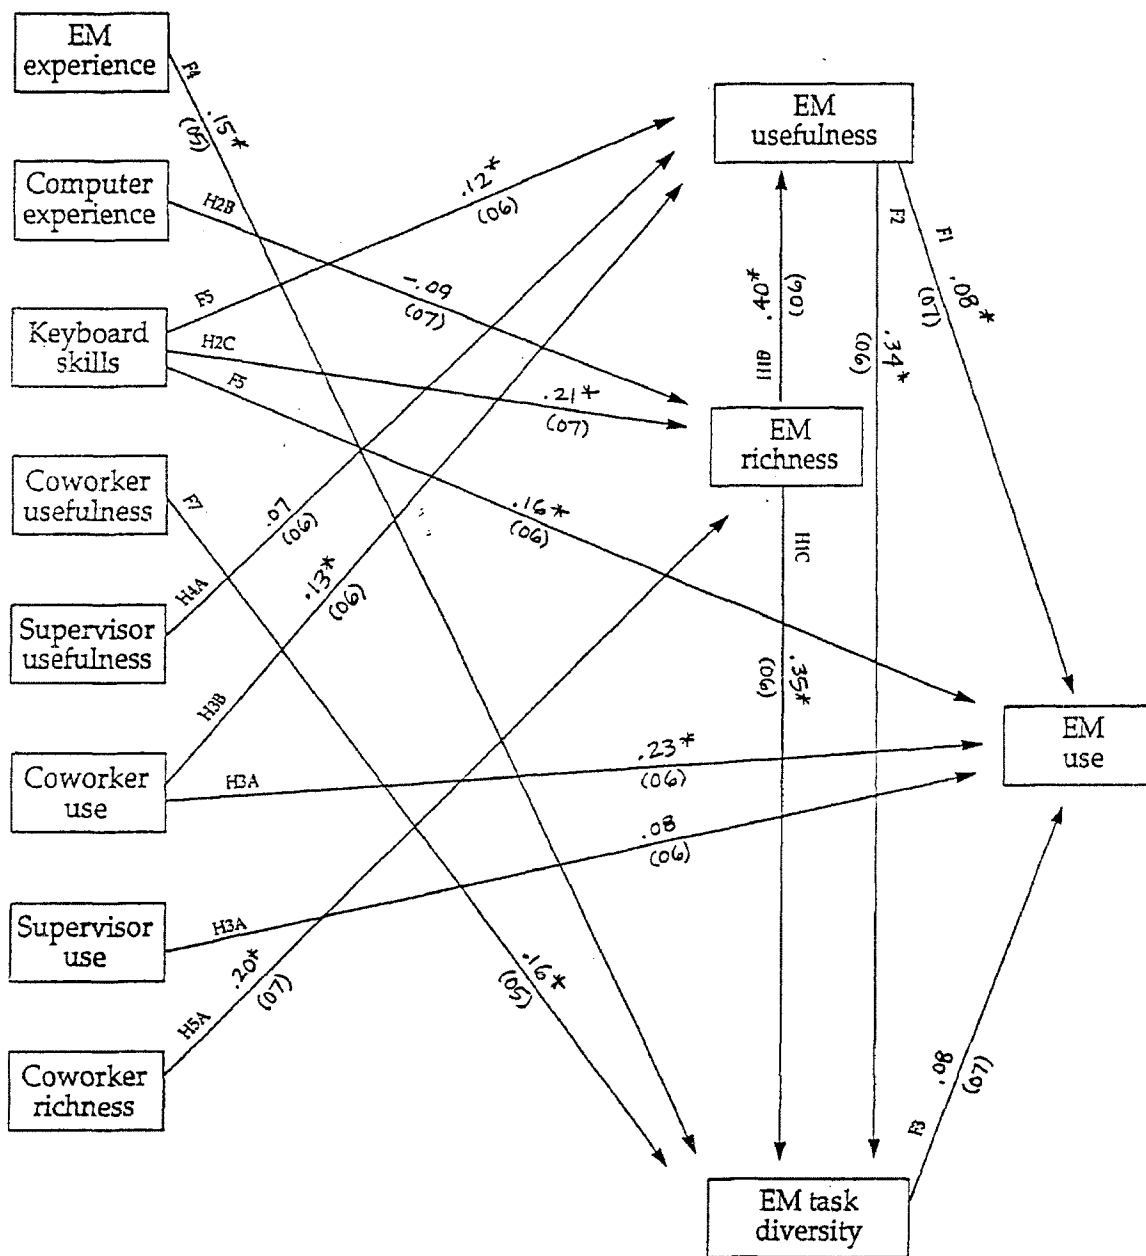 EM
experience
F4
.15*
(05)
EM
usefulness
Computer
experience
H2B
-.09
(07)
.12*
(06)
F5
Keyboard
skills
H2C
.21*
(07)
F5
.16*
(06)
H1B
.40*
(06)
F2
.34*
(06)
F1
.08*
(07)
EM
richness
Coworker
usefulness
F7
.16*
(05)
H1C
.35*
(06)
Supervisor
usefulness
H4A
.07
(06)
Coworker
use
H3B
.13*
(06)
H3A
.23*
(06)
EM
use
Supervisor
use
H3A
.08
(06)
Coworker
richness
H5A
.20*
(07)
F3
.08
(07)
EM task
diversity